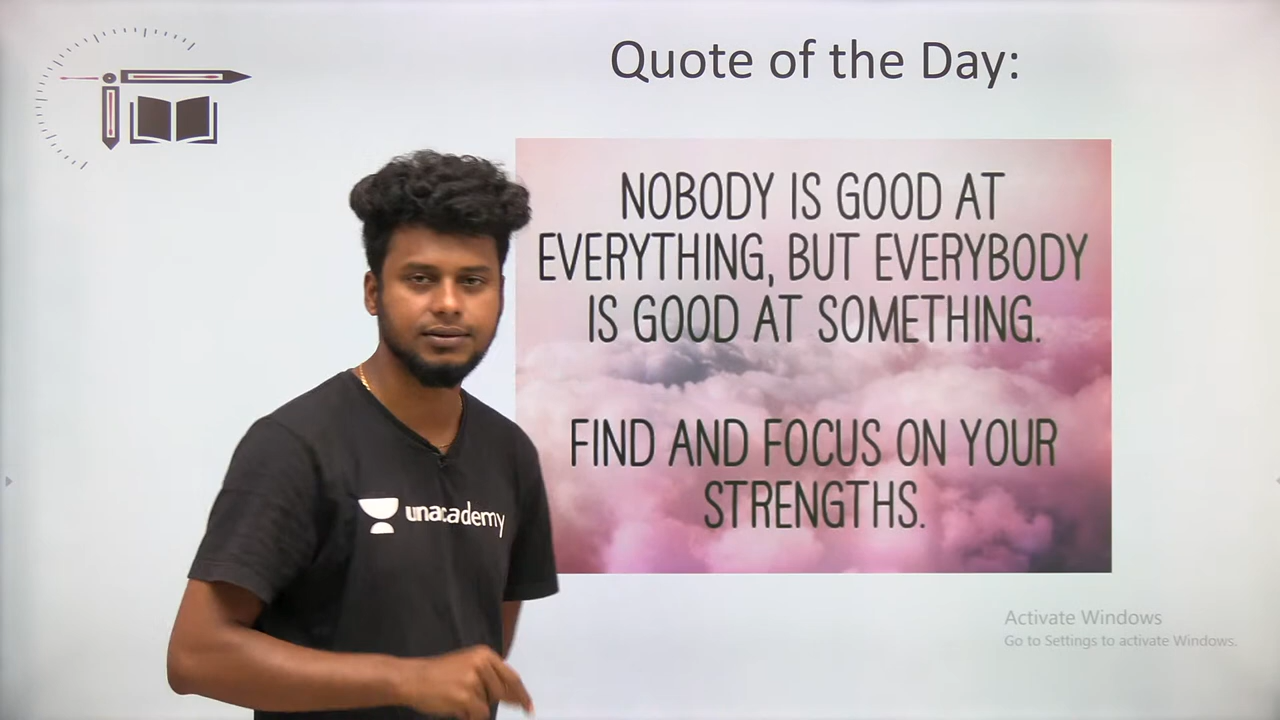 Quote of the Day:
NOBODY IS GOOD AT
EVERYTHING, BUT EVERYBODY
IS GOOD AT SOMETHING.
FIND AND FOCUS ON YOUR
STRENGTHS.
unacademy
Activate Windows
Go to Settings to activate Windows.